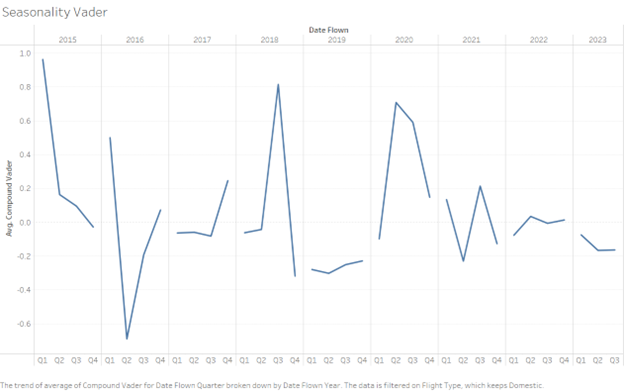 Seasonality Vader
Date Flown
2015 2016 2017 2018 2019 2020 2021 2022 2023
1.0
0.8
0.6
0.4
0.2
0.0
-0.2
-0.4
-0.6
Avg. Compound Vader
Q1 Q2 Q3 Q4 Q1 Q2 Q3 Q4 Q1 Q2 Q3 Q4 Q1 Q2 Q3 Q4 Q1 Q2 Q3 Q4 Q1 Q2 Q3 Q4 Q1 Q2 Q3 Q4 Q1 Q2 Q3 Q4 Q1 Q2 Q3
The trend of average of Compound Vader for Date Flown Quarter broken down by Date Flown Year. The data is filtered on Flight Type, which keeps Domestic.